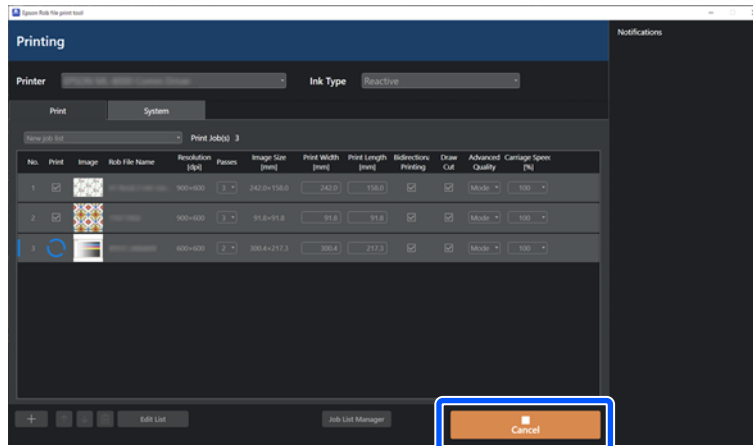 Epson Rob file print tool
Printing
Notifications
Printer
Ink Type Reactive
Print System
New job list Print Job(s) 3
No. Print Image Rob File Name Resolution [dpi] Passes Image Size [mm] Print Width [mm] Print Length [mm] Bidirection: Printing Draw Cut Advanced Quality Carriage Speed [%]
1 900×600 3 242.0×158.0 242.0 158.0 Mode 100
2 900×600 3 91.8×91.8 91.8 91.8 Mode 100
3 600×600 2 300.4×217.3 300.4 217.3 Mode 100
Edit List Job List Manager Cancel